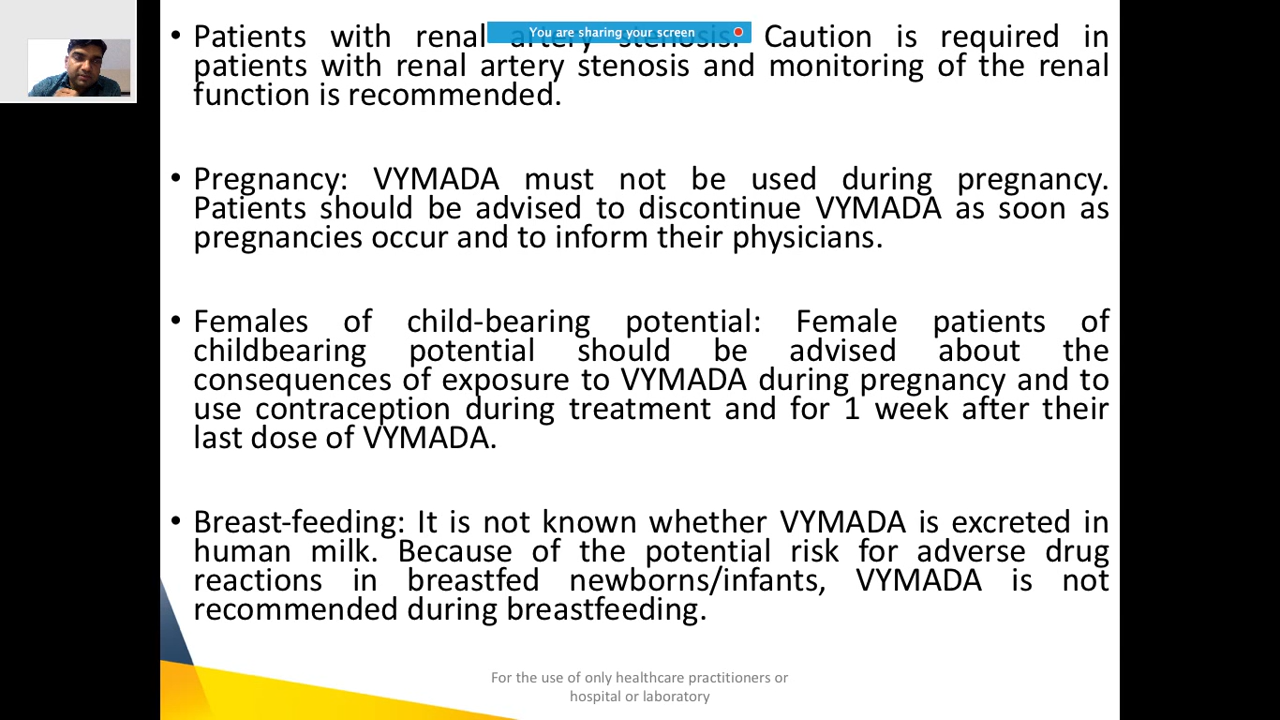 You are sharing your screen
• Patients with renal artery stenosis: Caution is required in
patients with renal artery stenosis and monitoring of the renal
function is recommended.
• Pregnancy: VYMADA must not be used during pregnancy.
Patients should be advised to discontinue VYMADA as soon as
pregnancies occur and to inform their physicians.
• Females of child-bearing potential: Female patients of
childbearing potential should be advised about the
consequences of exposure to VYMADA during pregnancy and to
use contraception during treatment and for 1 week after their
last dose of VYMADA.
• Breast-feeding: It is not known whether VYMADA is excreted in
human milk. Because of the potential risk for adverse drug
reactions in breastfed newborns/infants, VYMADA is not
recommended during breastfeeding.
For the use of only healthcare practitioners or
hospital or laboratory